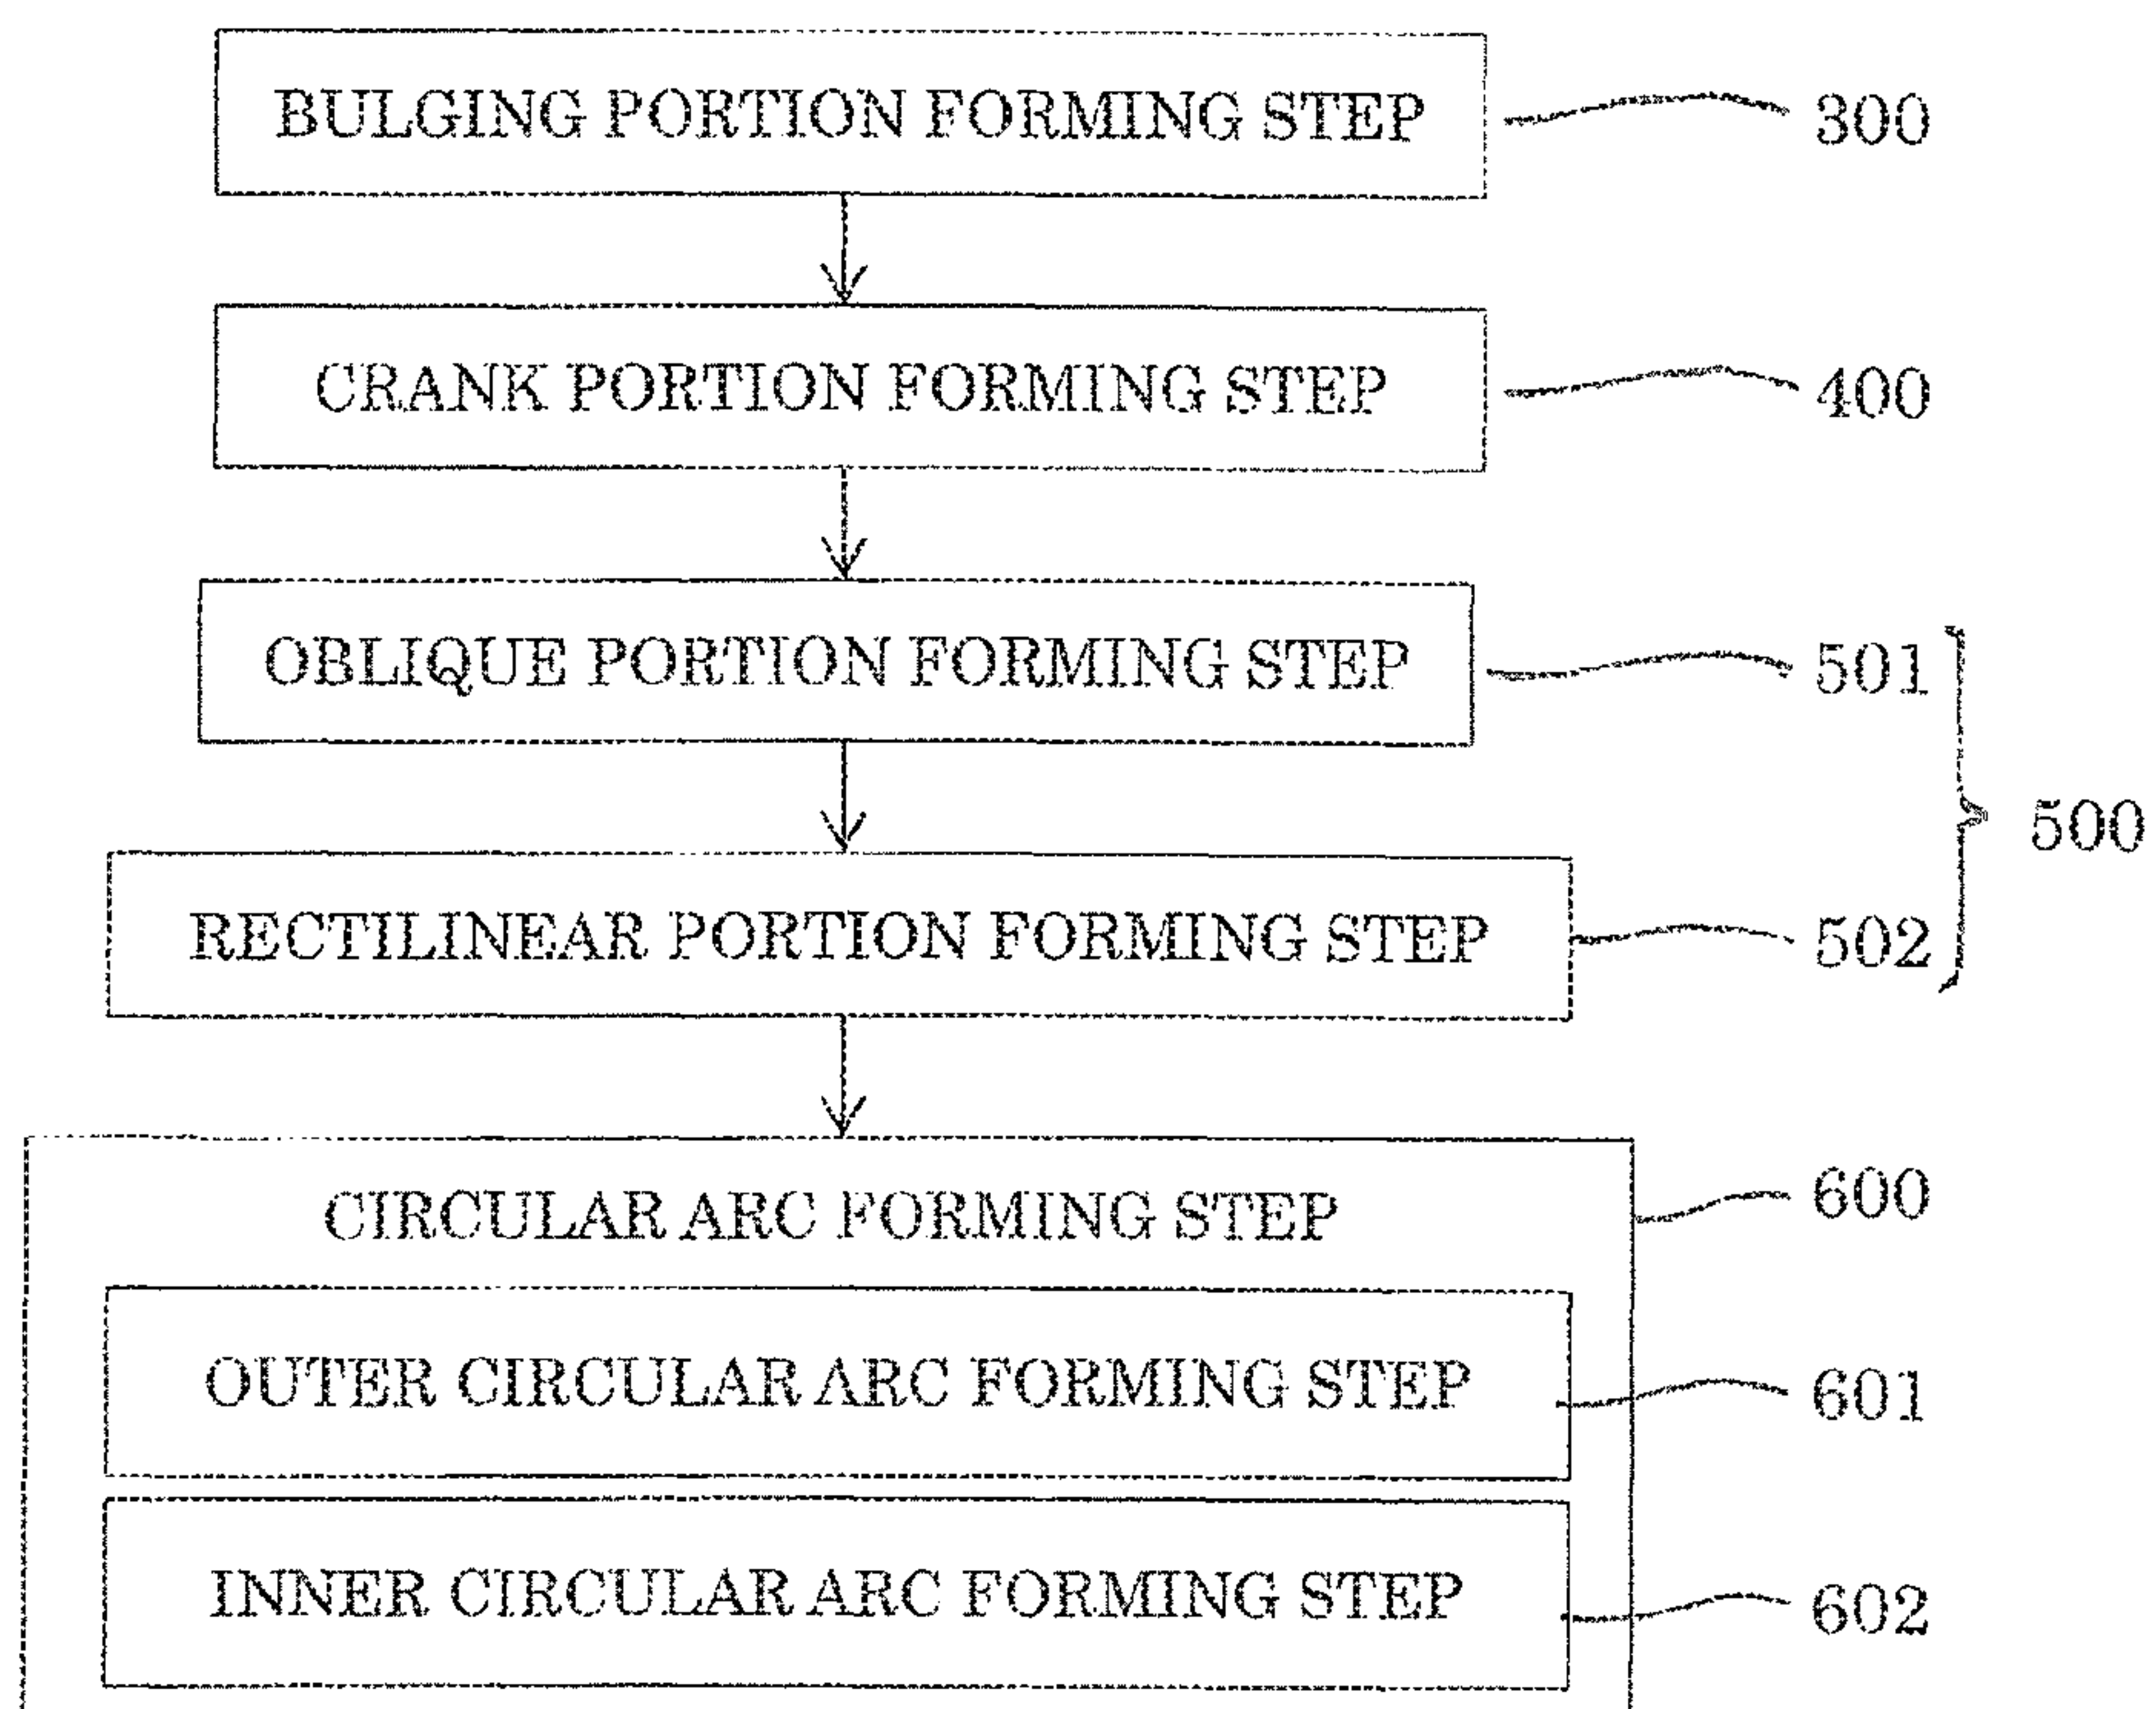 BULGING PORTION FORMING STEP 300
CRANK PORTION FORMING STEP 400
OBLIQUE PORTION FORMING STEP 501
500
RECTILINEAR PORTION FORMING STEP 502
CIRCULAR ARC FORMING STEP 600
OUTER CIRCULAR ARC FORMING STEP 601
INNER CIRCULAR ARC FORMING STEP 602